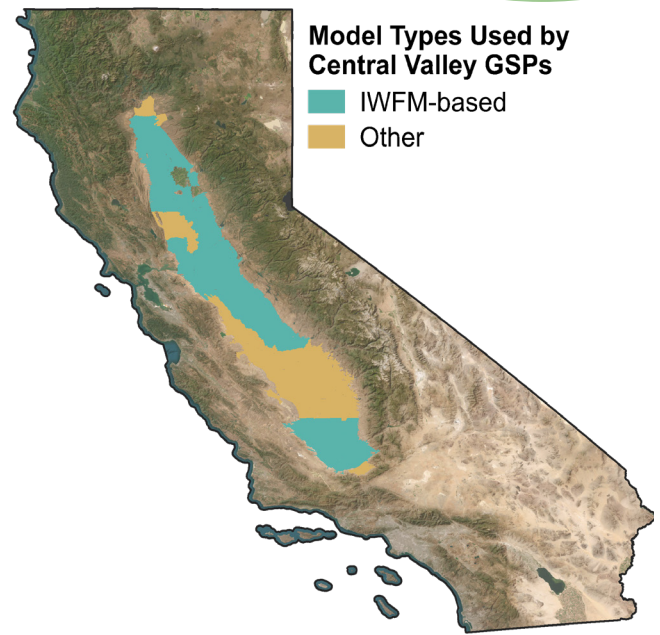 Model Types Used by
Central Valley GSPs
IWFM-based
Other